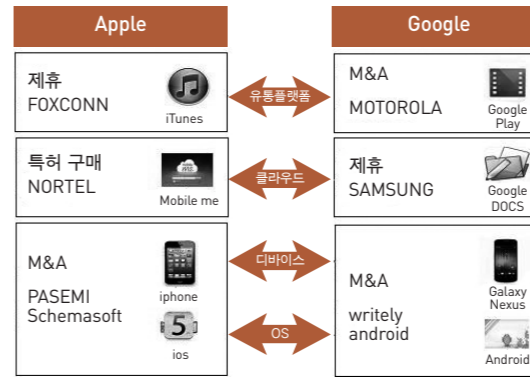 Apple
Google
제휴
FOXCONN
iTunes
유통플랫폼
M&A
MOTOROLA
Google
Play
특허 구매
NORTEL
Mobile me
클라우드
제휴
SAMSUNG
Google
DOCS
M&A
PASEMI
Schemasoft
iphone
5
ios
디바이스
OS
M&A
writely
android
Galaxy
Nexus
Android